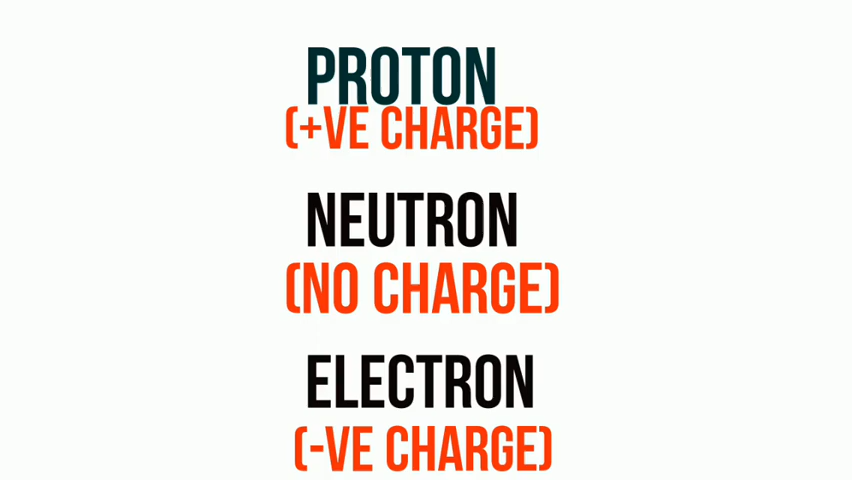 PROTON
(+VE CHARGE)
NEUTRON
(NO CHARGE)
ELECTRON
(-VE CHARGE)